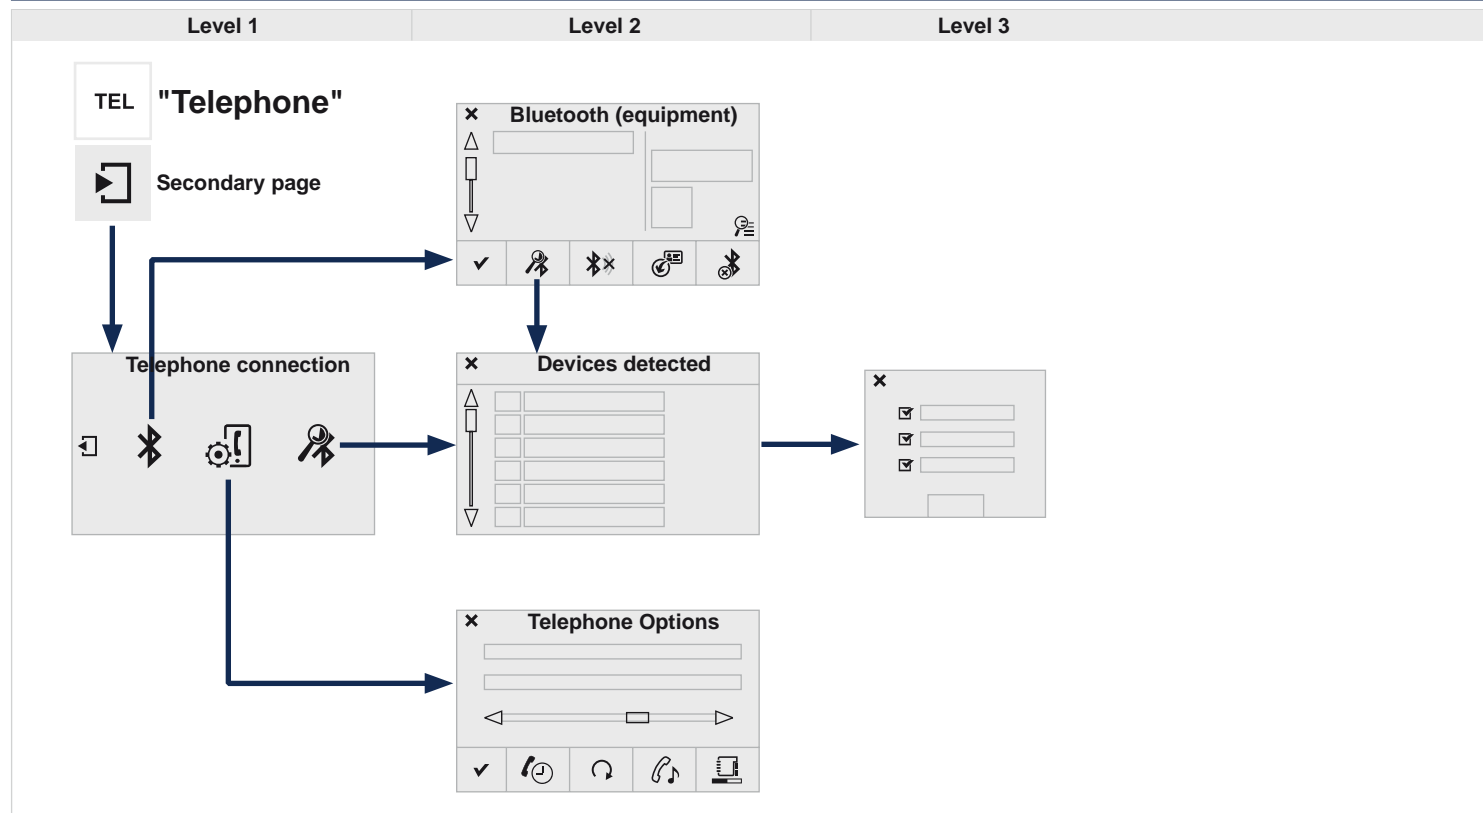 Level 1
Level 2
Level 3
TEL
"Telephone"
Secondary page
Bluetooth (equipment)
Telephone connection
Devices detected
Telephone Options